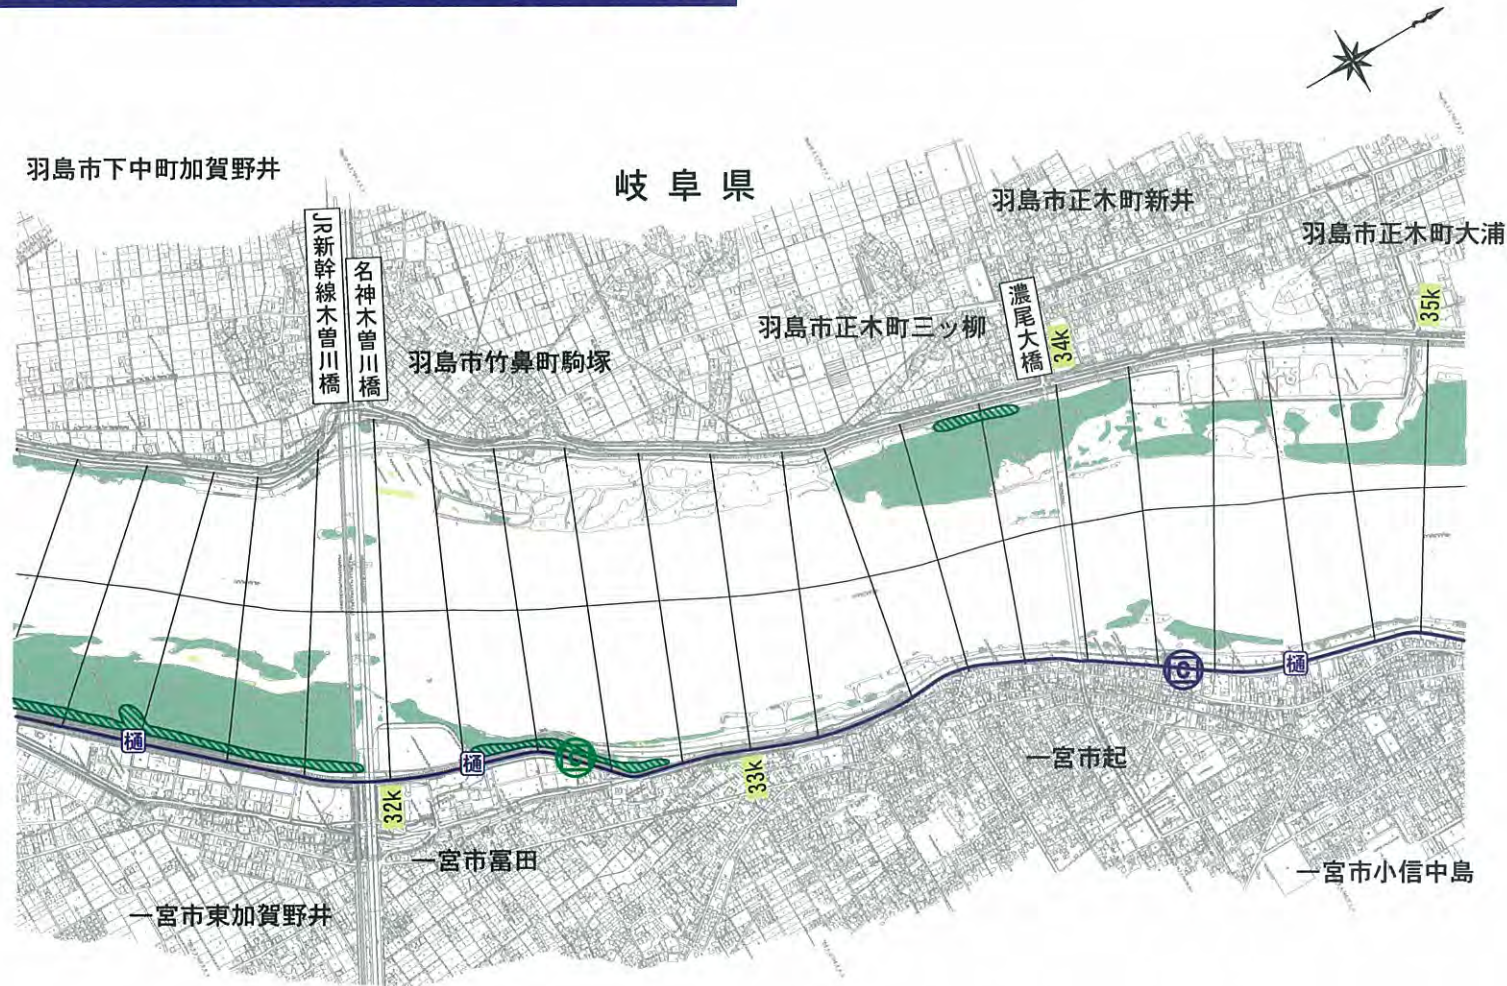 羽島市下中町加賀野井
岐阜県
羽島市正木町新井
羽島市正木町大浦
JR新幹線木曽川橋
名神木曽川橋
羽島市竹鼻町駒塚
羽島市正木町三ッ柳
濃尾大橋
34k
35k
樋
樋
C
C
樋
32k
33k
一宮市起
一宮市冨田
一宮市小信中島
一宮市東加賀野井